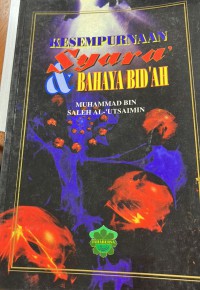 KESEMPURNAAN
Syara'
& BAHAYA BID'AH
MUHAMMAD BIN
SALEH AL-'UTSAIMIN